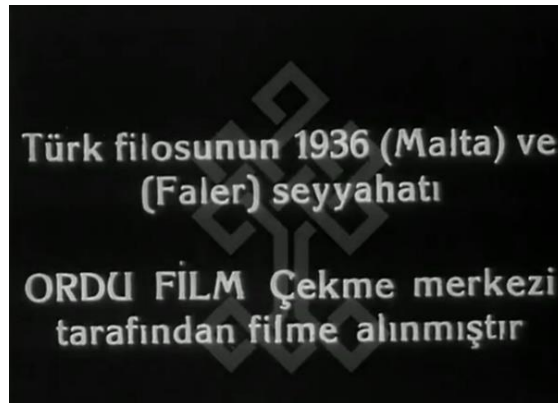 Türk filosunun 1936 (Malta) ve
(Faler) seyyahatı
ORDU FİLM Çekme merkezi
tarafından filme alınmıştır